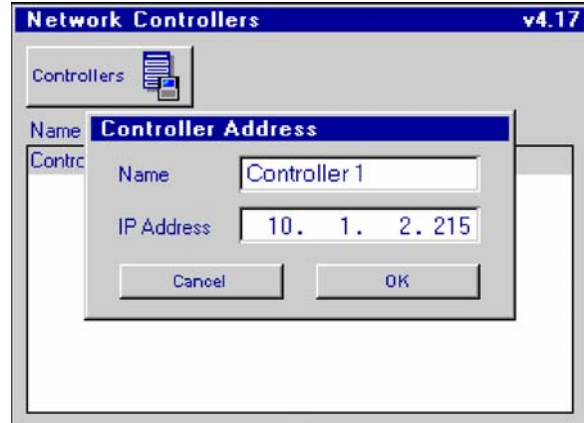 Network Controllers v4.17
Controllers
Name
Contro
Controller Address
Name Controller 1
IP Address 10. 1. 2. 215
Cancel OK